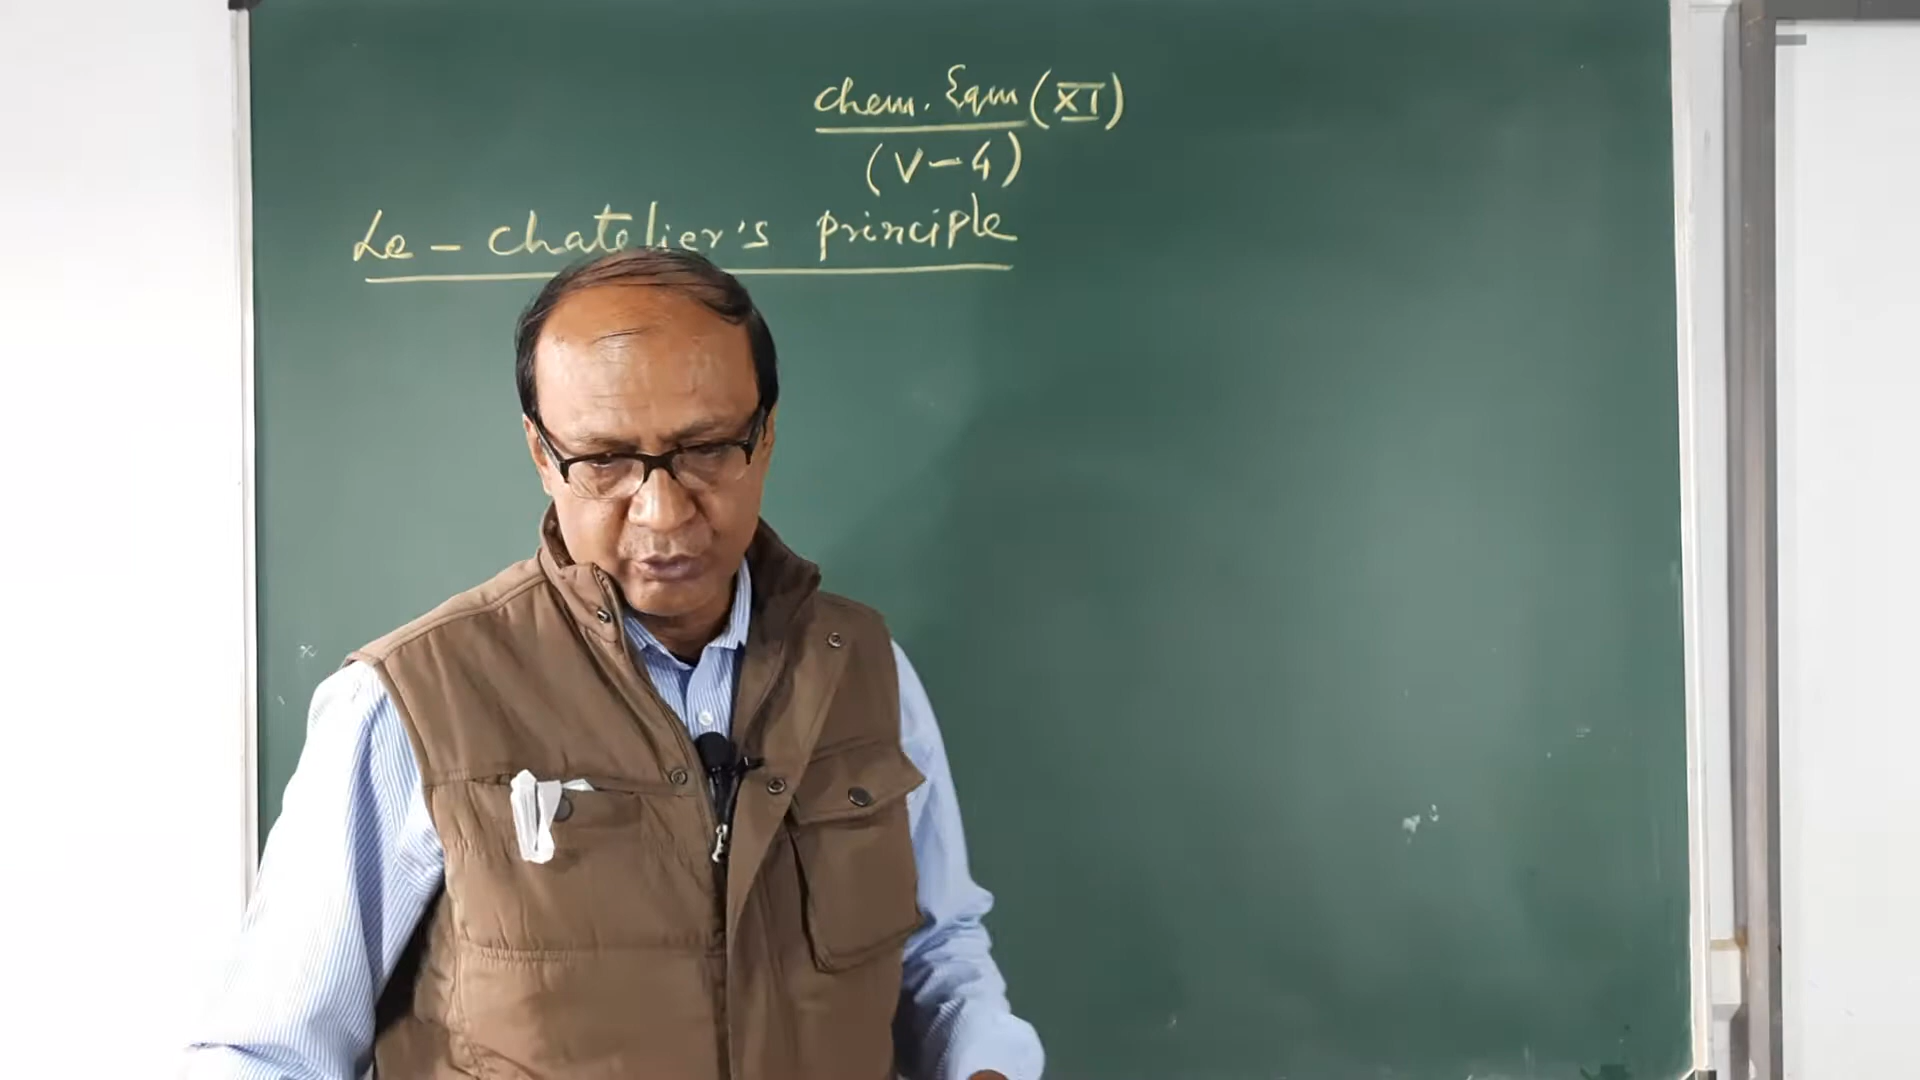 Chem. Eqm (XI)
(V-4)
Le-chatelier's principle